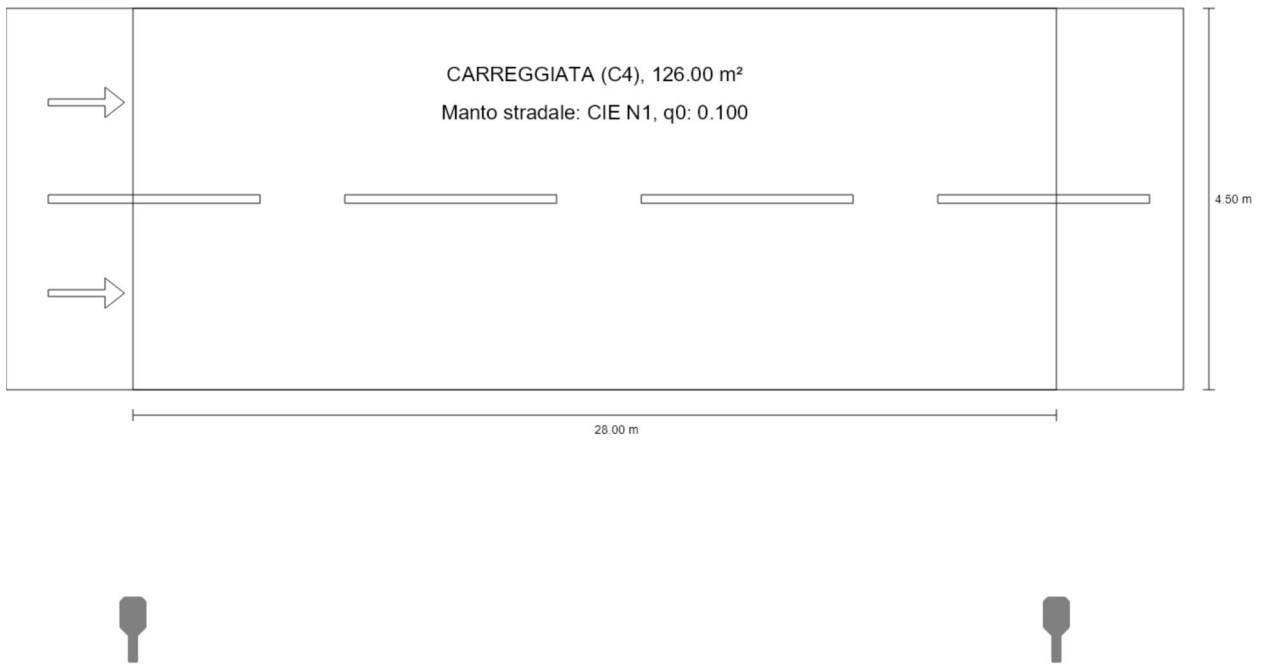 CARREGGIATA (C4), 126.00 m²
Manto stradale: CIE N1, q0: 0.100
4.50 m
28.00 m